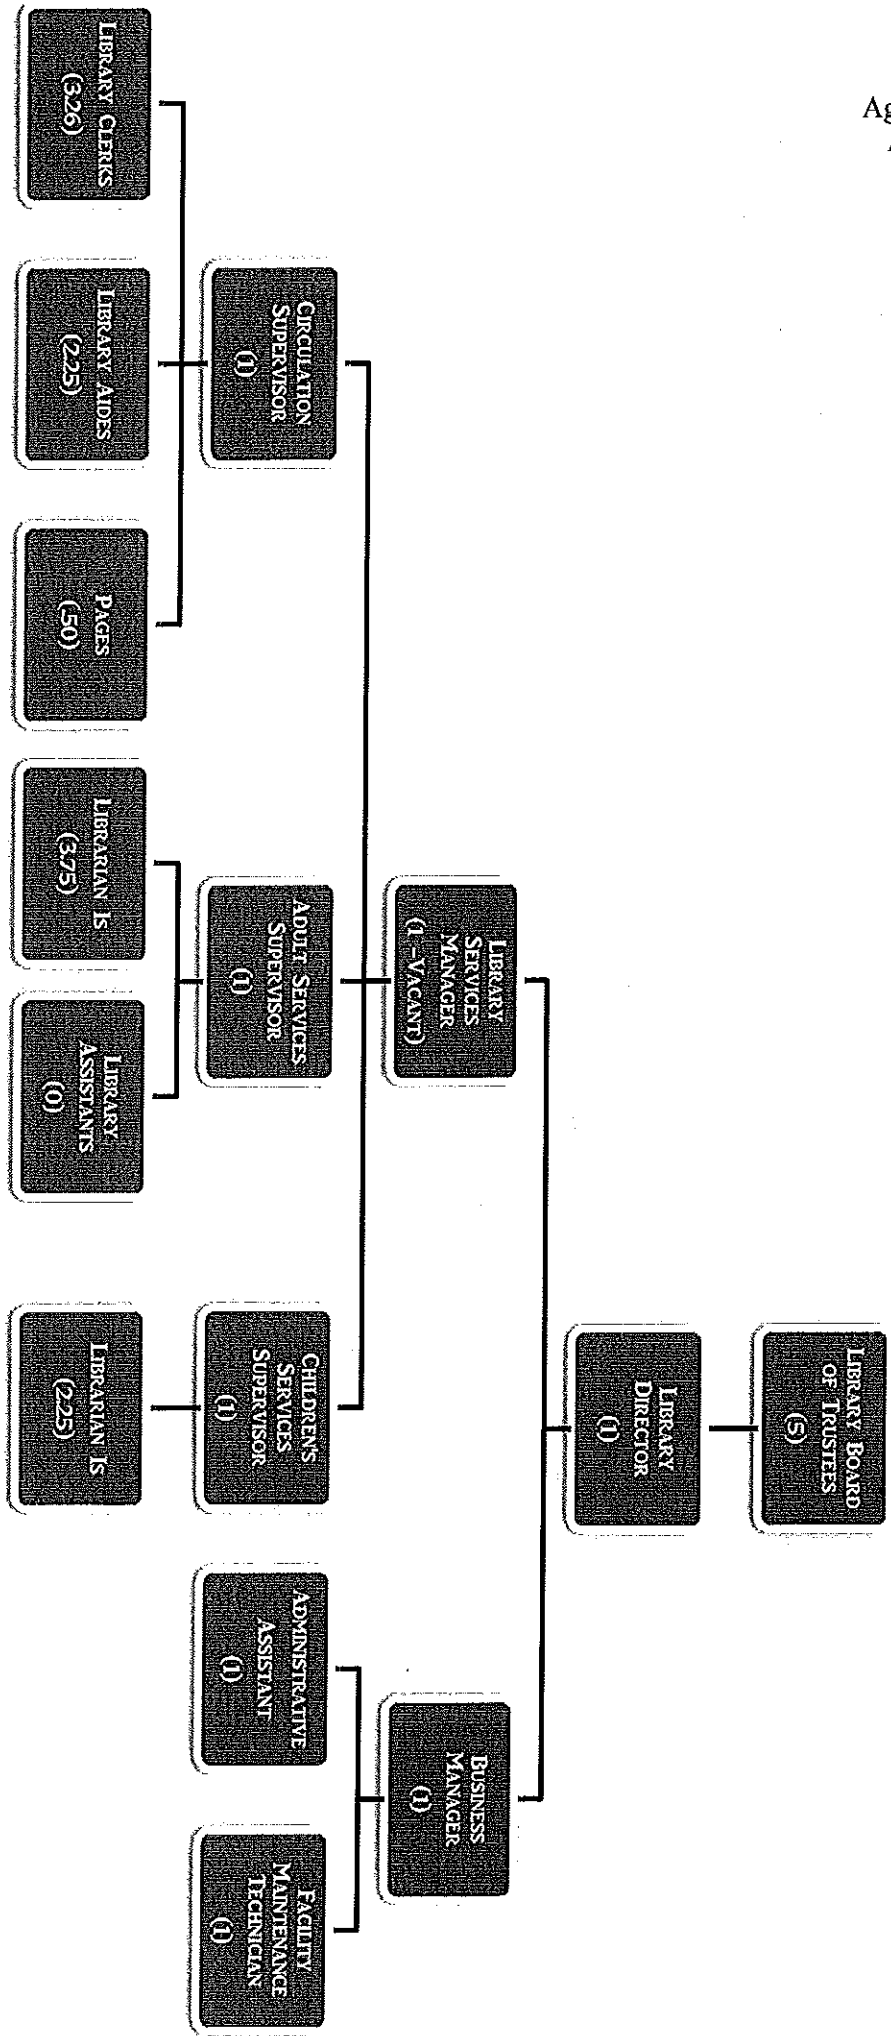 Ag
LIBRARY BOARD
OF TRUSTEES
(5)
LIBRARY
DIRECTOR
(1)
LIBRARY
SERVICES
MANAGER
(1 –VACANT)
BUSINESS
MANAGER
(1)
CIRCULATION
SUPERVISOR
(1)
ADULT SERVICES
SUPERVISOR
(1)
CHILDREN'S
SERVICES
SUPERVISOR
(1)
ADMINISTRATIVE
ASSISTANT
(1)
FACILITY
MAINTENANCE
TECHNICIAN
(1)
LIBRARY CLERKS
(3.26)
LIBRARY AIDES
(2.25)
PAGES
(.50)
LIBRARIAN IS
(3.75)
LIBRARY
ASSISTANTS
(0)
LIBRARIAN IS
(2.25)